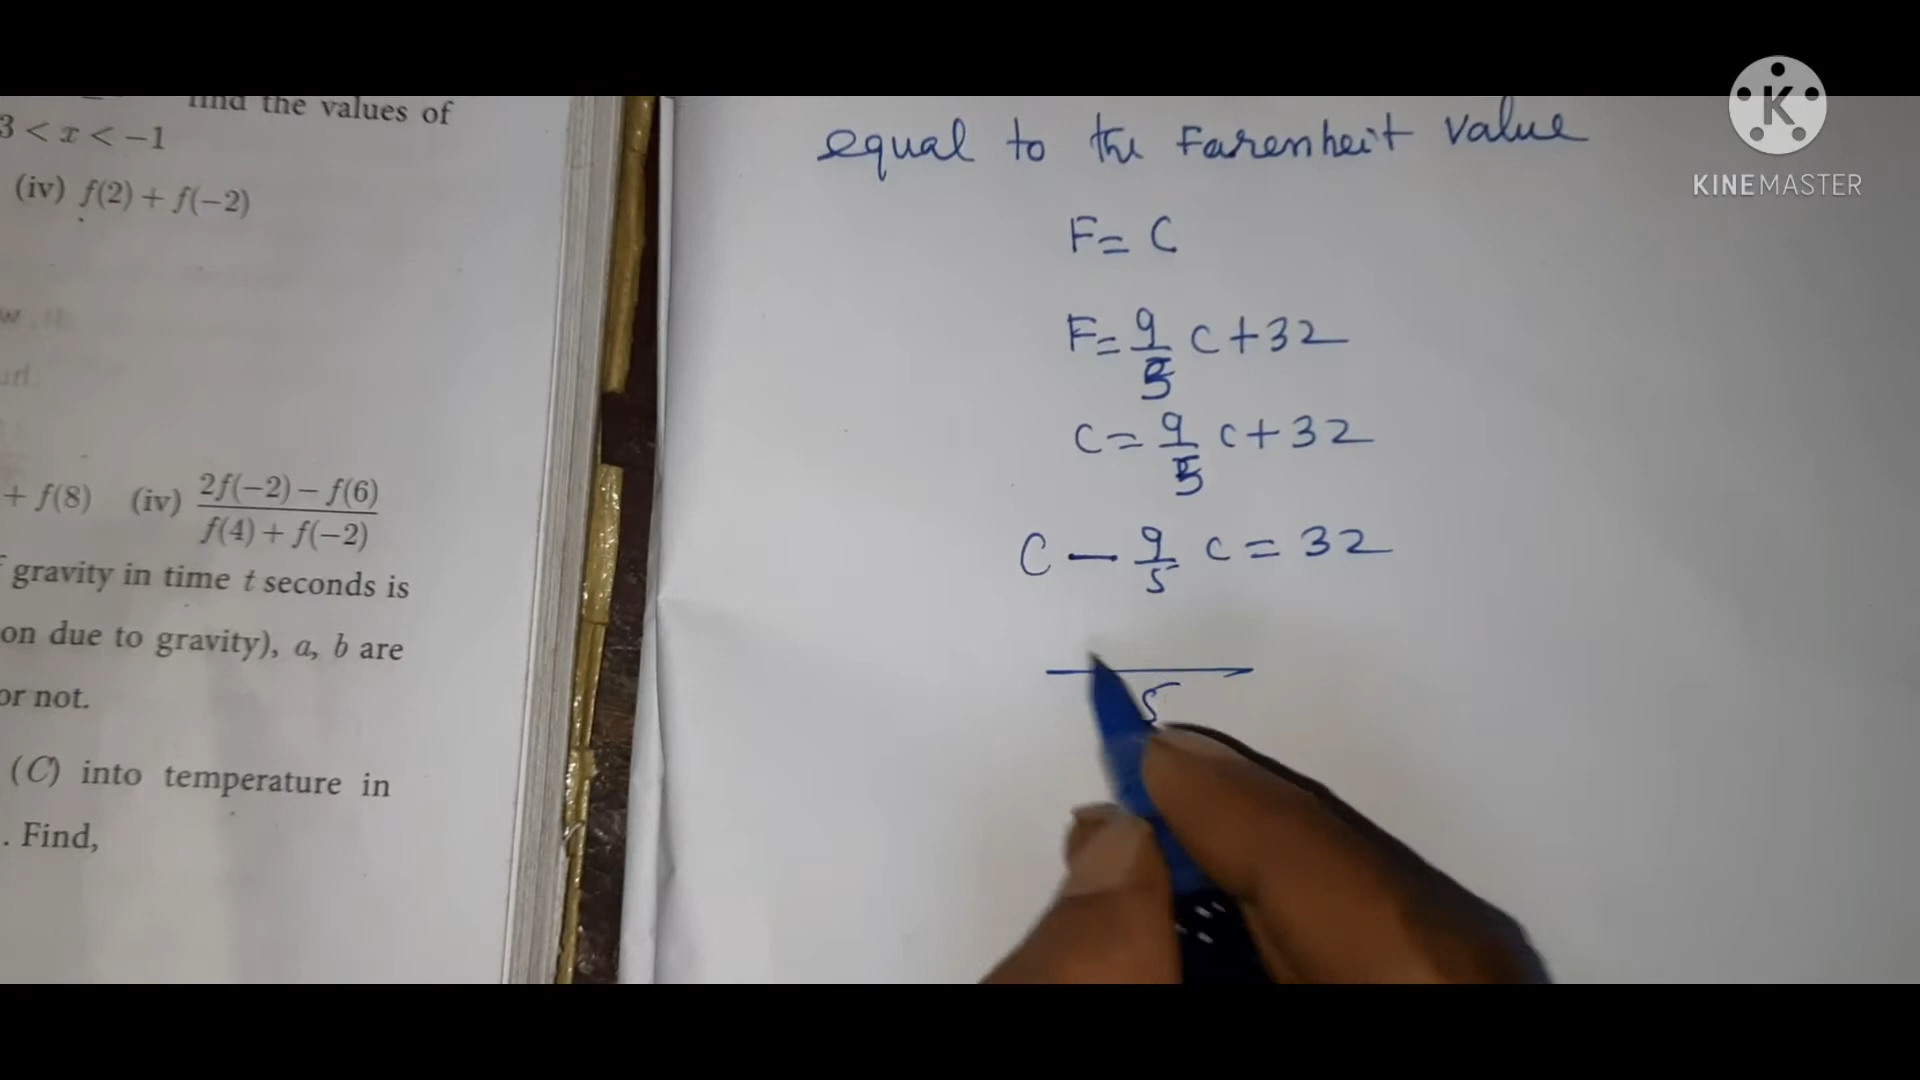 find the values of
3 < x < −1
(iv) f(2) + f(−2)
+ f(8) (iv) 2f(−2) − f(6) / f(4) + f(−2)
gravity in time t seconds is
on due to gravity), a, b are
or not.
(C) into temperature in
. Find,
equal to the Farenheit value
F = C
F = 9/5 C + 32
C = 9/5 C + 32
C − 9/5 C = 32
5
KINEMASTER